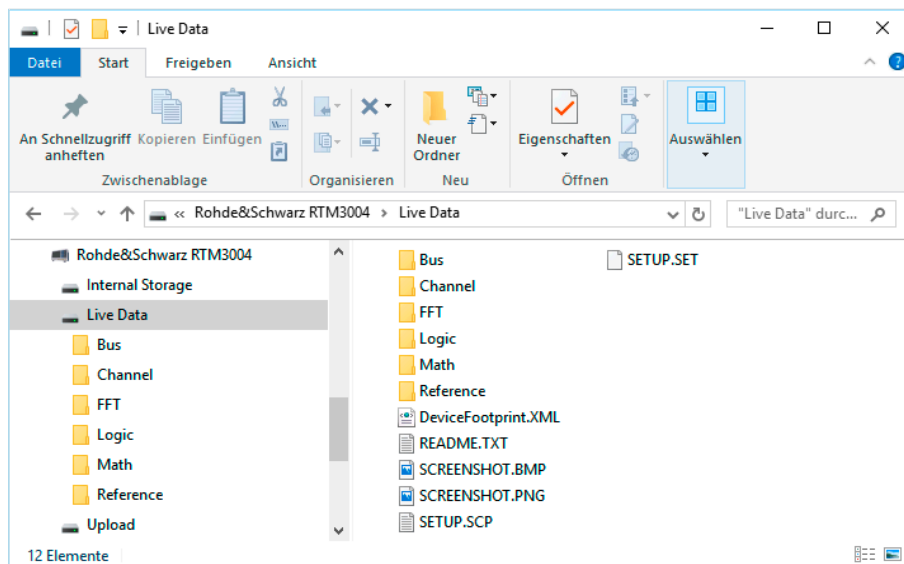 Live Data
Datei Start Freigeben Ansicht
An Schnellzugriff anheften Kopieren Einfügen Neuer Ordner Eigenschaften Auswählen
Zwischenablage Organisieren Neu Öffnen
« Rohde&Schwarz RTM3004 > Live Data "Live Data" durc...
Rohde&Schwarz RTM3004
Internal Storage
Live Data
Bus
Channel
FFT
Logic
Math
Reference
Upload
Bus
Channel
FFT
Logic
Math
Reference
DeviceFootprint.XML
README.TXT
SCREENSHOT.BMP
SCREENSHOT.PNG
SETUP.SCP
SETUP.SET
12 Elemente